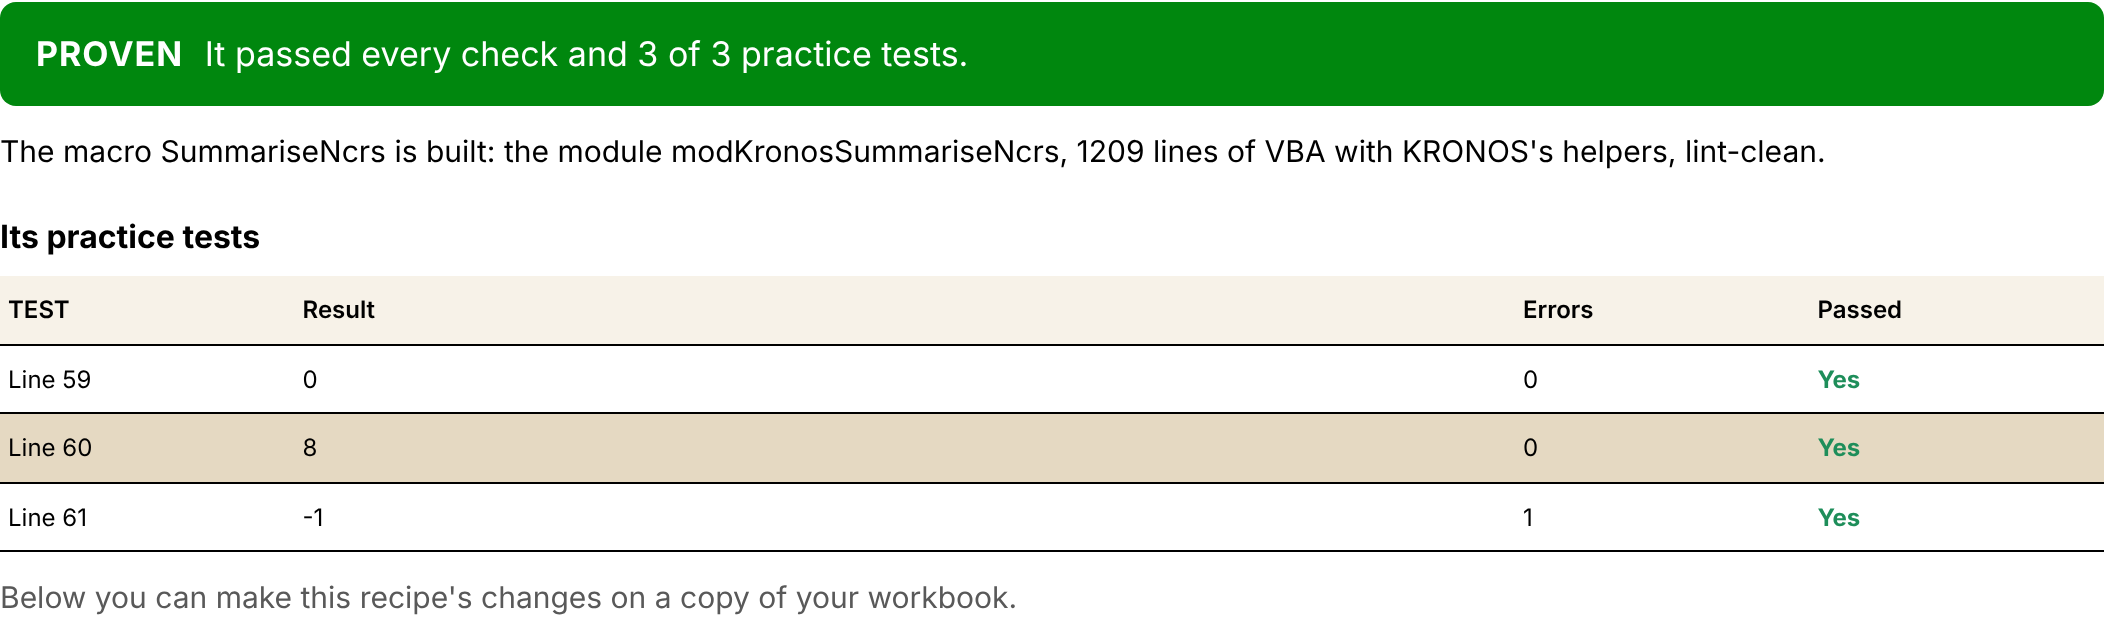 PROVEN It passed every check and 3 of 3 practice tests.
The macro SummariseNcrs is built: the module modKronosSummariseNcrs, 1209 lines of VBA with KRONOS's helpers, lint-clean.
Its practice tests
TEST Result Errors Passed
Line 59 0 0 Yes
Line 60 8 0 Yes
Line 61 -1 1 Yes
Below you can make this recipe's changes on a copy of your workbook.